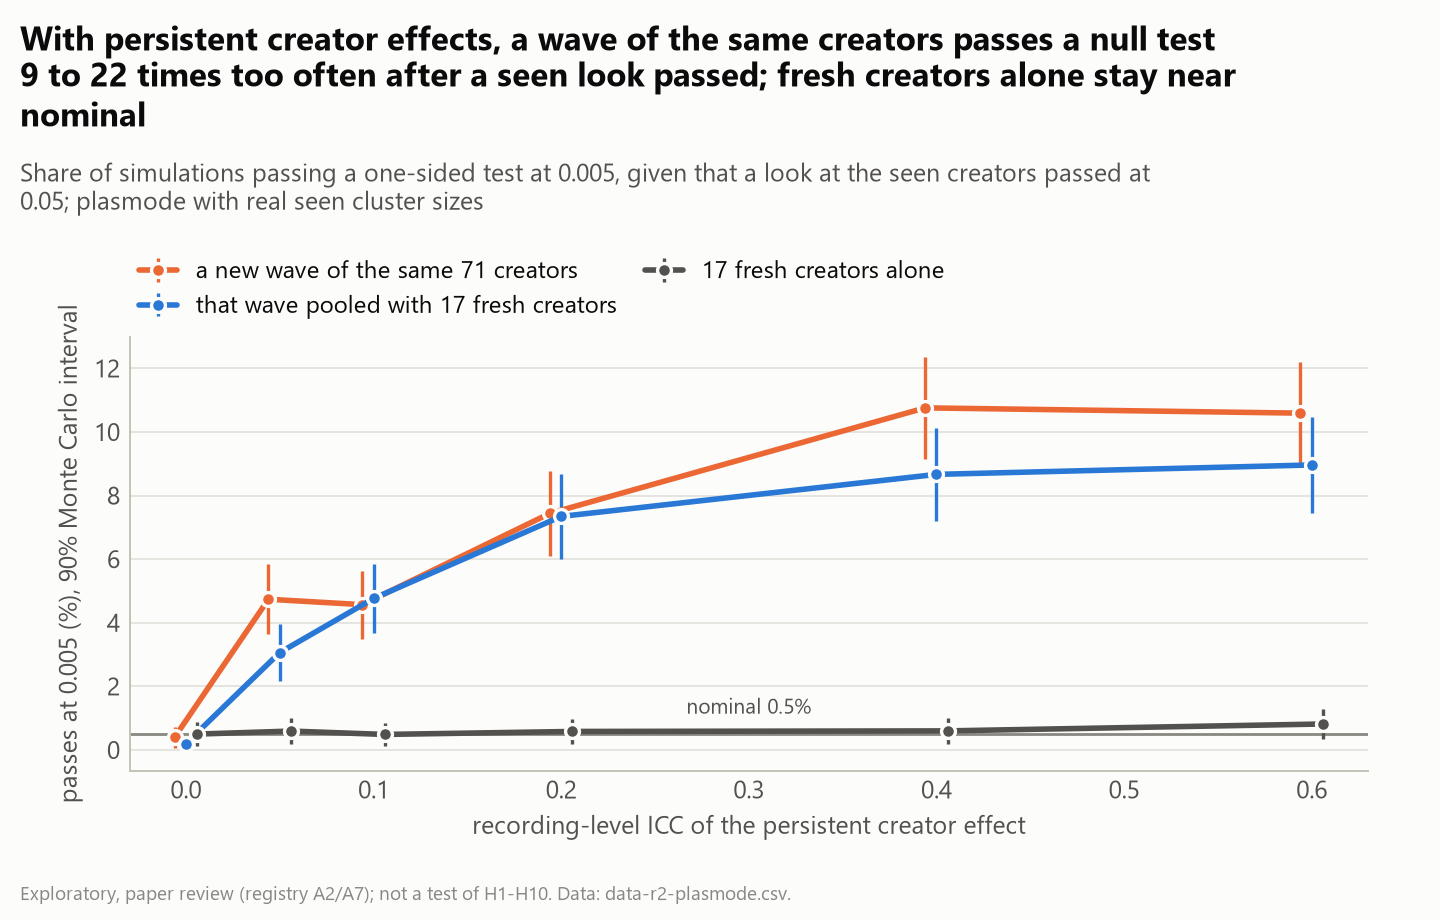 With persistent creator effects, a wave of the same creators passes a null test
9 to 22 times too often after a seen look passed; fresh creators alone stay near
nominal
Share of simulations passing a one-sided test at 0.005, given that a look at the seen creators passed at
0.05; plasmode with real seen cluster sizes
a new wave of the same 71 creators
17 fresh creators alone
that wave pooled with 17 fresh creators
passes at 0.005 (%), 90% Monte Carlo interval
12
10
8
6
4
2
0
nominal 0.5%
0.0 0.1 0.2 0.3 0.4 0.5 0.6
recording-level ICC of the persistent creator effect
Exploratory, paper review (registry A2/A7); not a test of H1-H10. Data: data-r2-plasmode.csv.